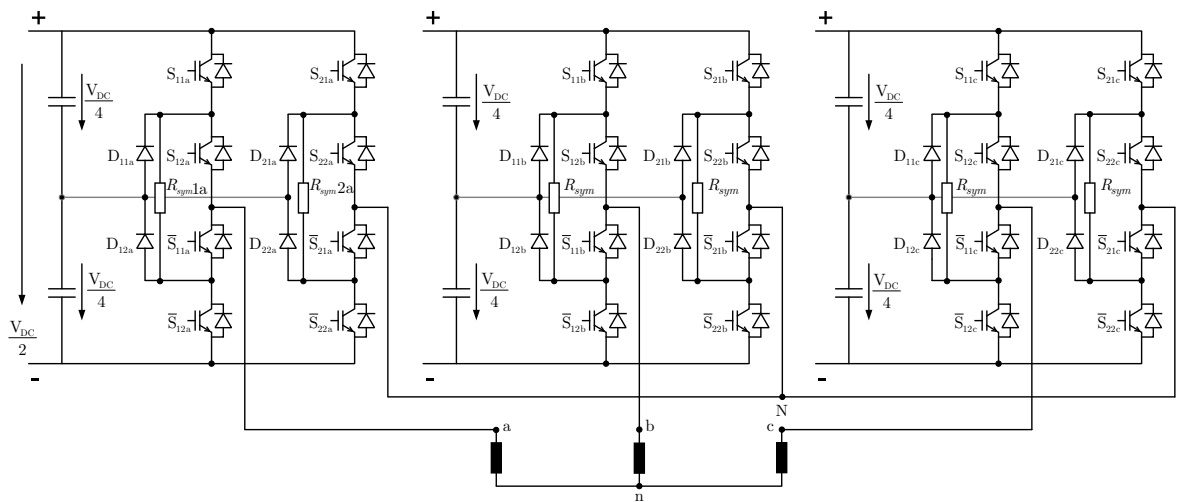 + + +
S11a S21a S11b S21b S11c S21c
VDC/4 VDC/4 VDC/4
D11a S12a D21a S22a D11b S12b D21b S22b D11c S12c D21c S22c
Rsym1a Rsym2a Rsym Rsym Rsym Rsym
D12a S̅11a D22a S̅21a D12b S̅11b D22b S̅21b D12c S̅11c D22c S̅21c
VDC/4 VDC/4 VDC/4
S̅12a S̅22a S̅12b S̅22b S̅12c S̅22c
VDC/2
- - -
N
a b c
n